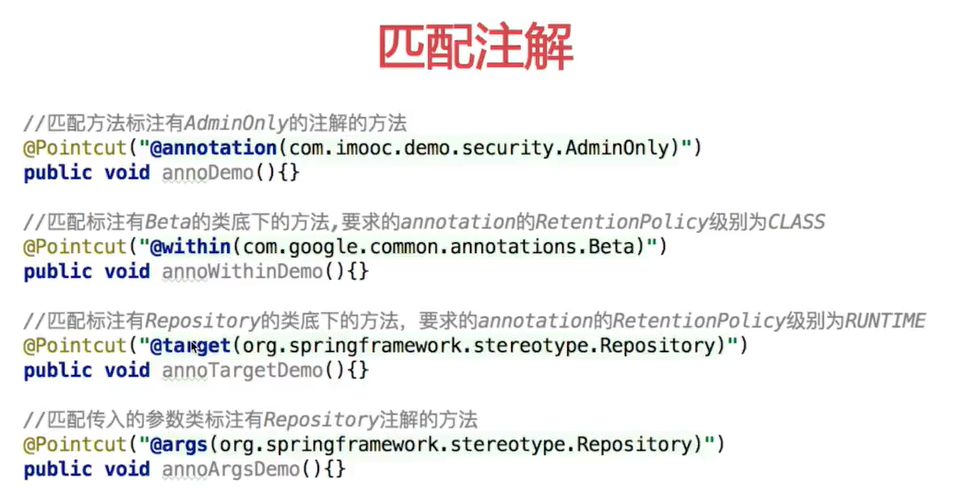 匹配注解
//匹配方法标注有AdminOnly的注解的方法
@Pointcut("@annotation(com.imooc.demo.security.AdminOnly)")
public void annoDemo(){}
//匹配标注有Beta的类底下的方法,要求的annotation的RetentionPolicy级别为CLASS
@Pointcut("@within(com.google.common.annotations.Beta)")
public void annoWithinDemo(){}
//匹配标注有Repository的类底下的方法，要求的annotation的RetentionPolicy级别为RUNTIME
@Pointcut("@target(org.springframework.stereotype.Repository)")
public void annoTargetDemo(){}
//匹配传入的参数类标注有Repository注解的方法
@Pointcut("@args(org.springframework.stereotype.Repository)")
public void annoArgsDemo(){}